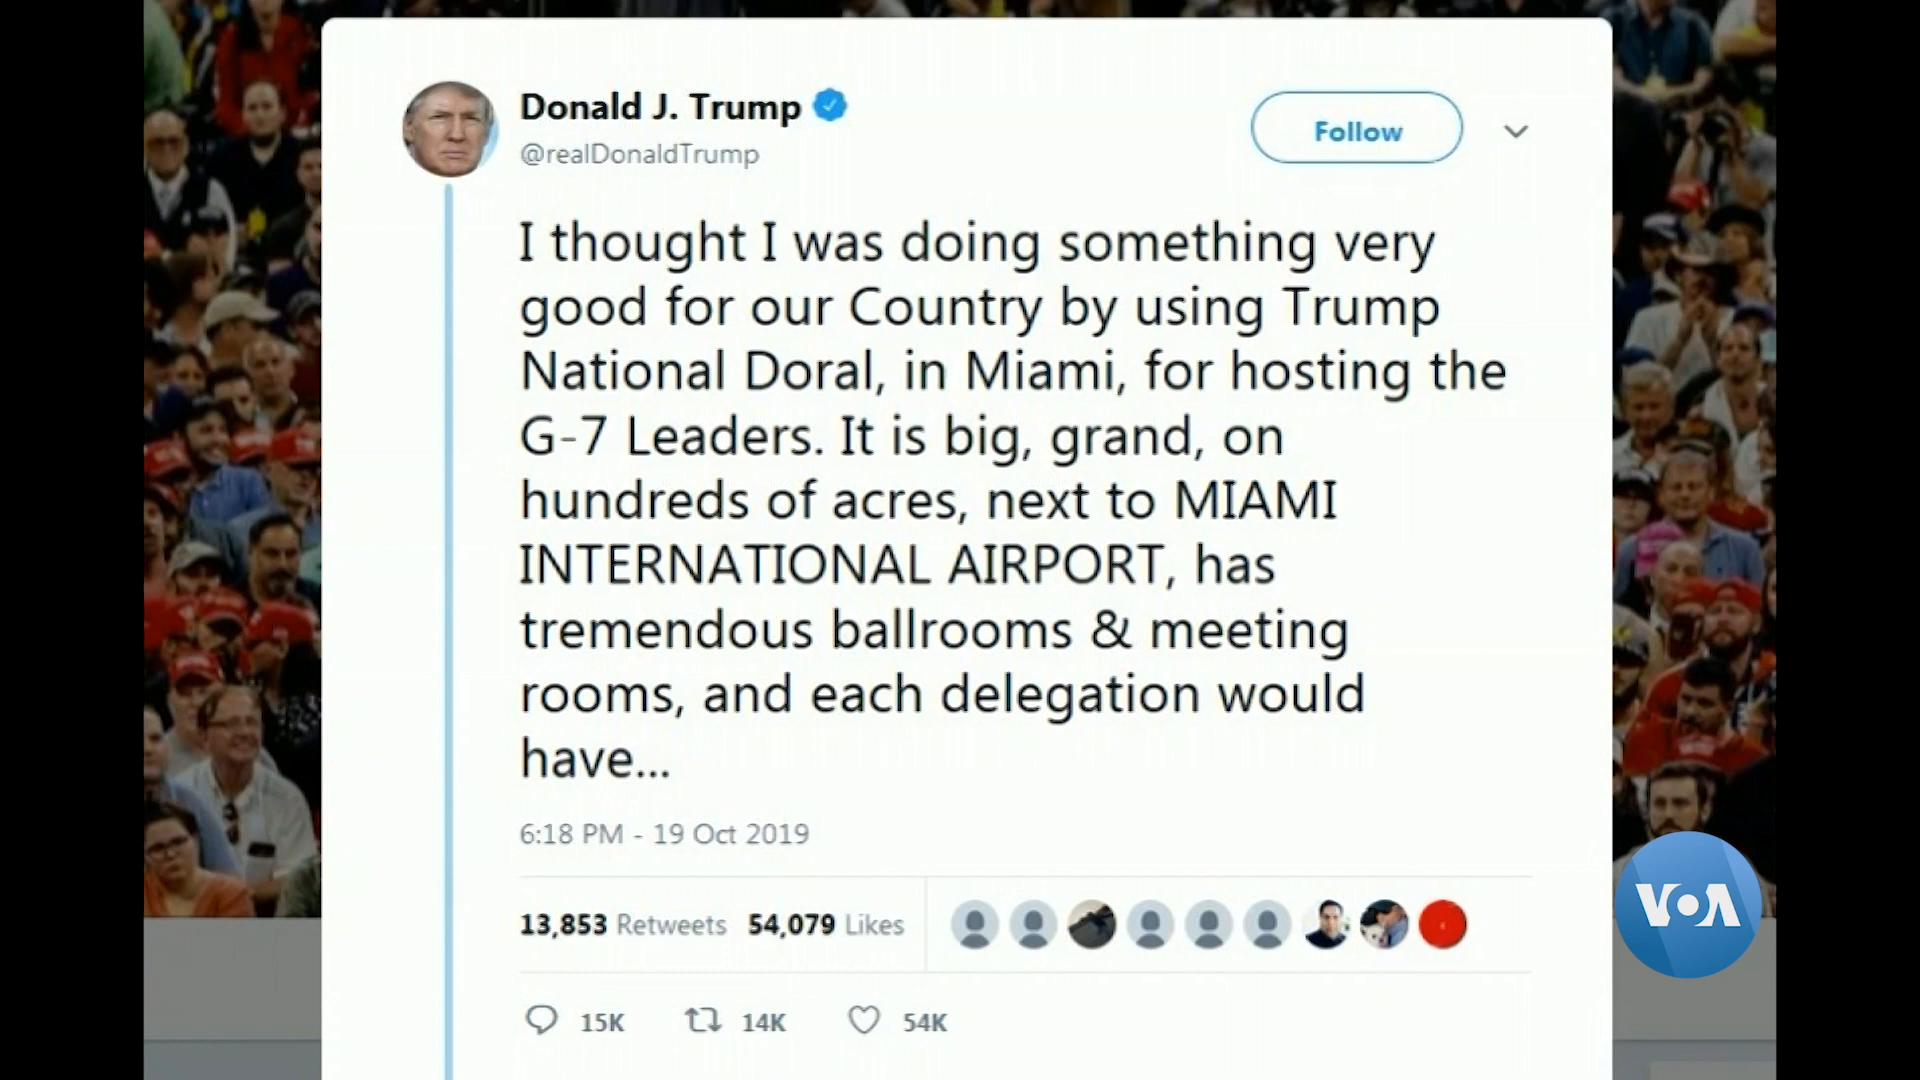 Donald J. Trump
@realDonaldTrump
Follow
I thought I was doing something very
good for our Country by using Trump
National Doral, in Miami, for hosting the
G-7 Leaders. It is big, grand, on
hundreds of acres, next to MIAMI
INTERNATIONAL AIRPORT, has
tremendous ballrooms & meeting
rooms, and each delegation would
have...
6:18 PM - 19 Oct 2019
13,853 Retweets 54,079 Likes
15K 14K 54K
VOA